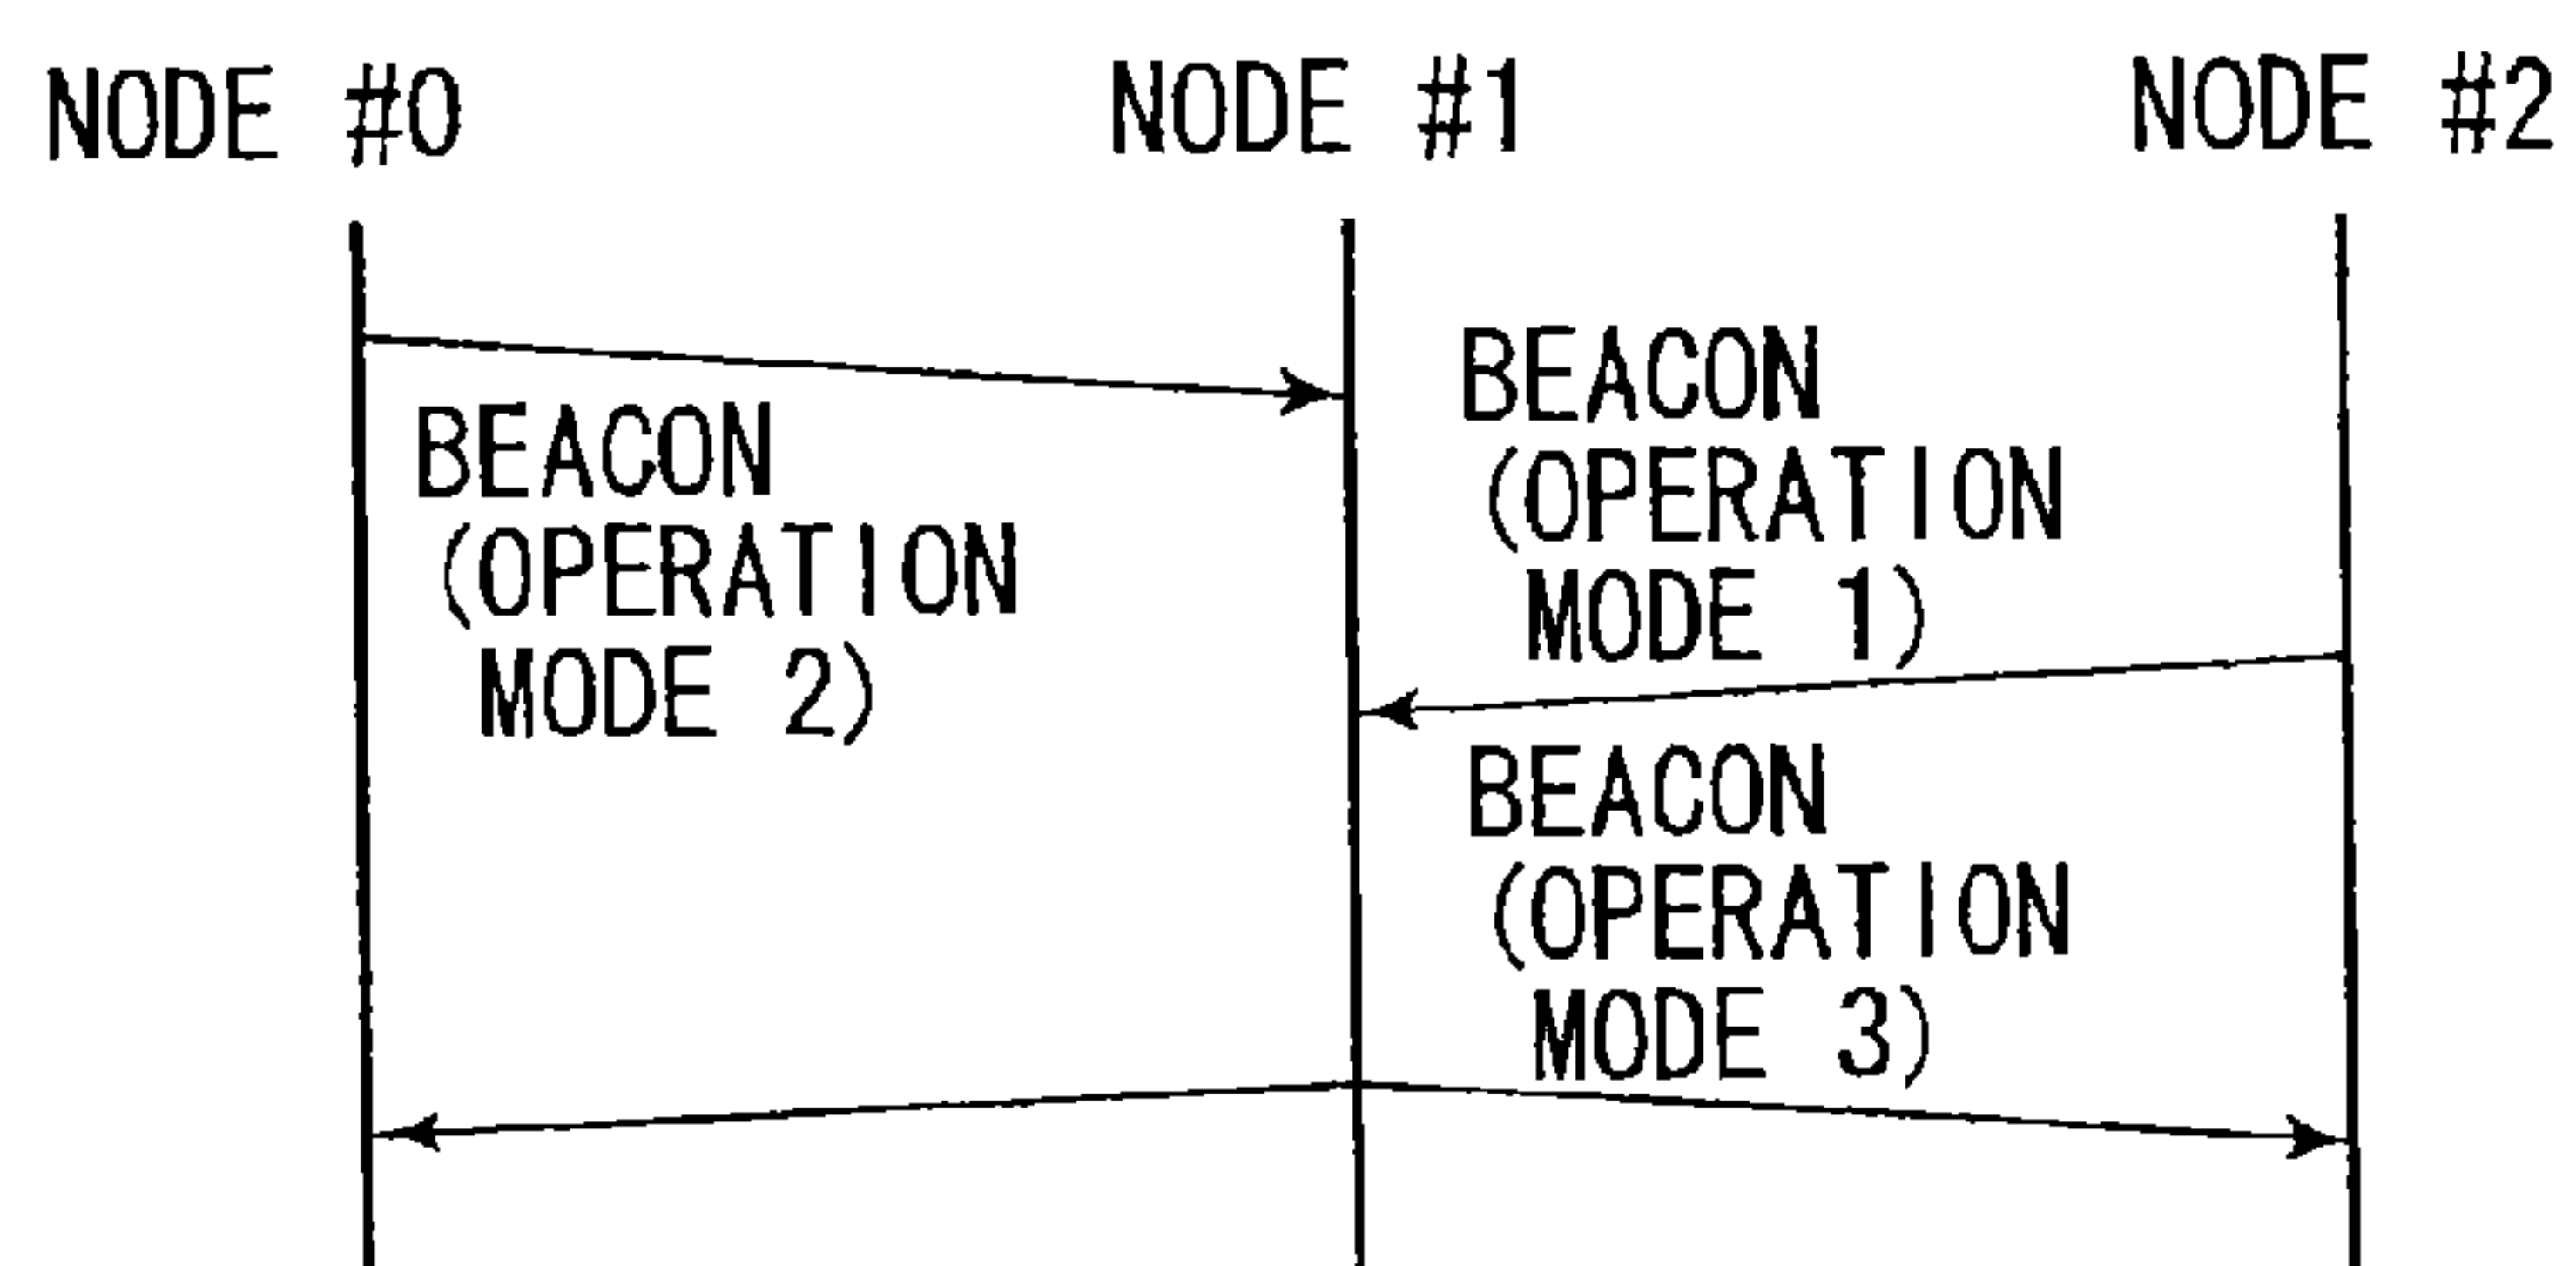 NODE #0
NODE #1
NODE #2
BEACON
(OPERATION
MODE 2)
BEACON
(OPERATION
MODE 1)
BEACON
(OPERATION
MODE 3)